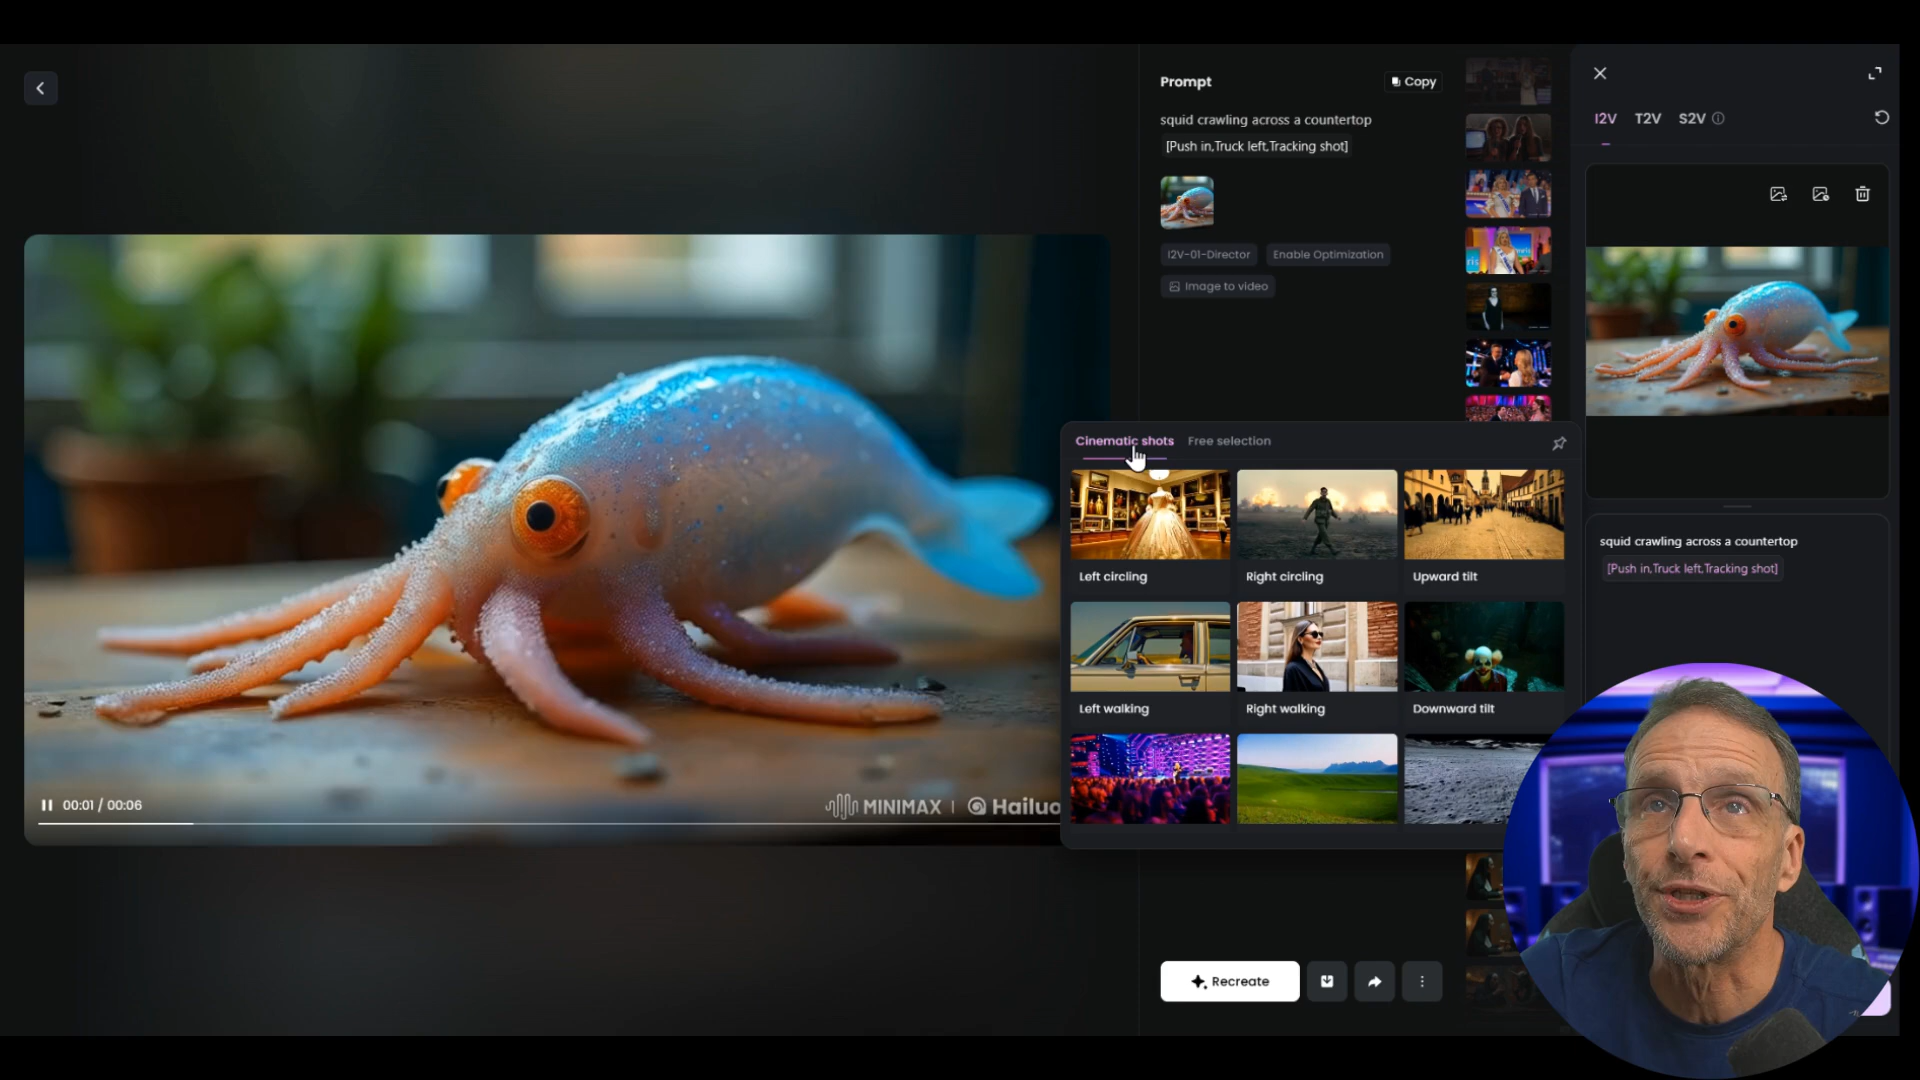 Prompt
Copy
squid crawling across a countertop
[Push in,Truck left,Tracking shot]
I2V-01-Director
Enable Optimization
Image to video
I2V
T2V
S2V
Cinematic shots
Free selection
Left circling
Right circling
Upward tilt
Left walking
Right walking
Downward tilt
squid crawling across a countertop
[Push in,Truck left,Tracking shot]
00:01 / 00:06
MINIMAX | Hailuo
Recreate